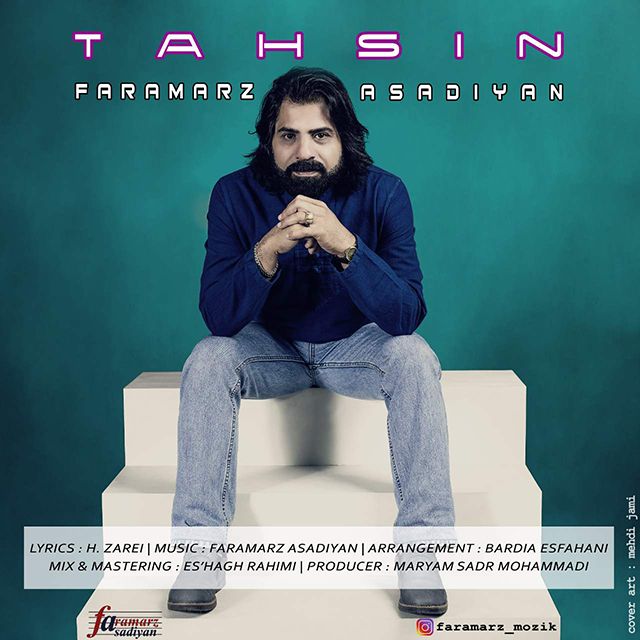 TAHSIN
FARAMARZ ASADIYAN
LYRICS : H. ZAREI | MUSIC : FARAMARZ ASADIYAN | ARRANGEMENT : BARDIA ESFAHANI
MIX & MASTERING : ES'HAGH RAHIMI | PRODUCER : MARYAM SADR MOHAMMADI
cover art : mehdi jami
faramarz
asadiyan
faramarz_mozik